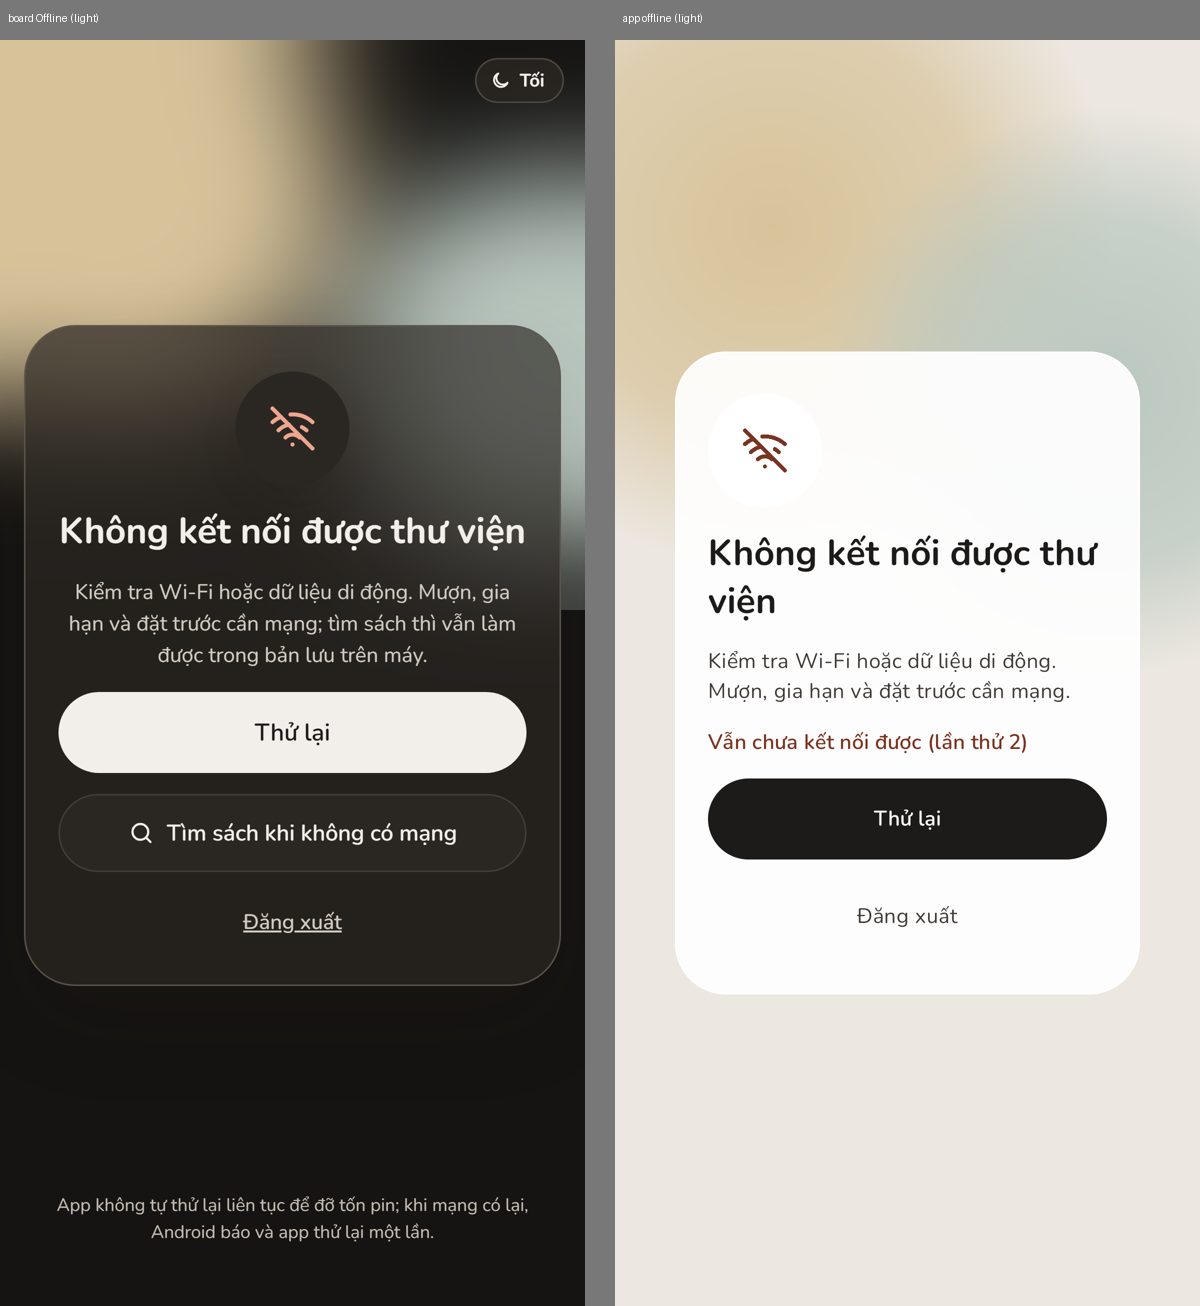 board Offline (light)
Tối
Không kết nối được thư viện
Kiểm tra Wi-Fi hoặc dữ liệu di động. Mượn, gia
hạn và đặt trước cần mạng; tìm sách thì vẫn làm
được trong bản lưu trên máy.
Thử lại
Tìm sách khi không có mạng
Đăng xuất
App không tự thử lại liên tục để đỡ tốn pin; khi mạng có lại,
Android báo và app thử lại một lần.
app offline (light)
Không kết nối được thư
viện
Kiểm tra Wi-Fi hoặc dữ liệu di động.
Mượn, gia hạn và đặt trước cần mạng.
Vẫn chưa kết nối được (lần thứ 2)
Thử lại
Đăng xuất